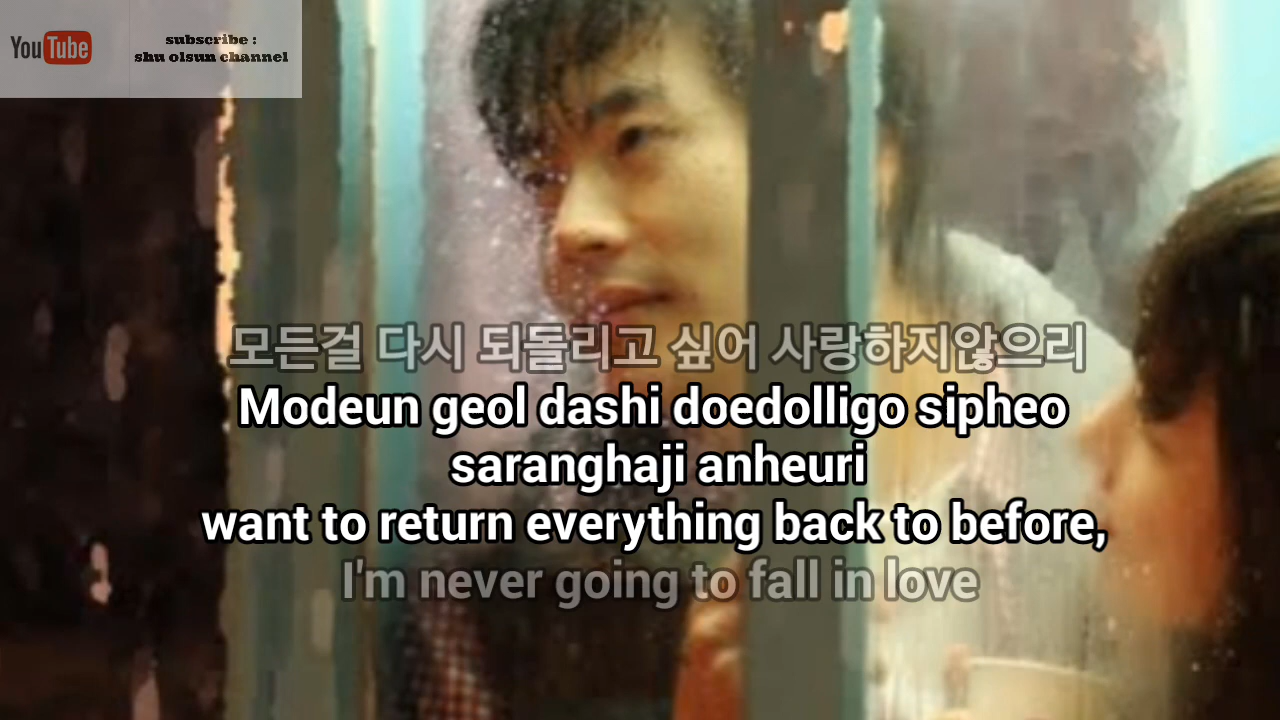 YouTube
subscribe :
shu olsun channel
모든걸 다시 되돌리고 싶어 사랑하지않으리
Modeun geol dashi doedolligo sipheo
saranghaji anheuri
want to return everything back to before,
I'm never going to fall in love